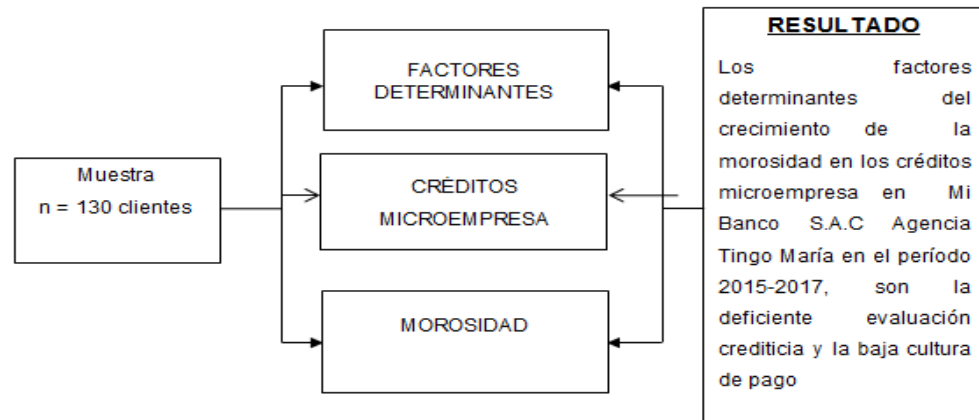 Muestra
n = 130 clientes
FACTORES
DETERMINANTES
CRÉDITOS
MICROEMPRESA
MOROSIDAD
RESULTADO
Los factores
determinantes del
crecimiento de la
morosidad en los créditos
microempresa en Mi
Banco S.A.C Agencia
Tingo María en el período
2015-2017, son la
deficiente evaluación
crediticia y la baja cultura
de pago